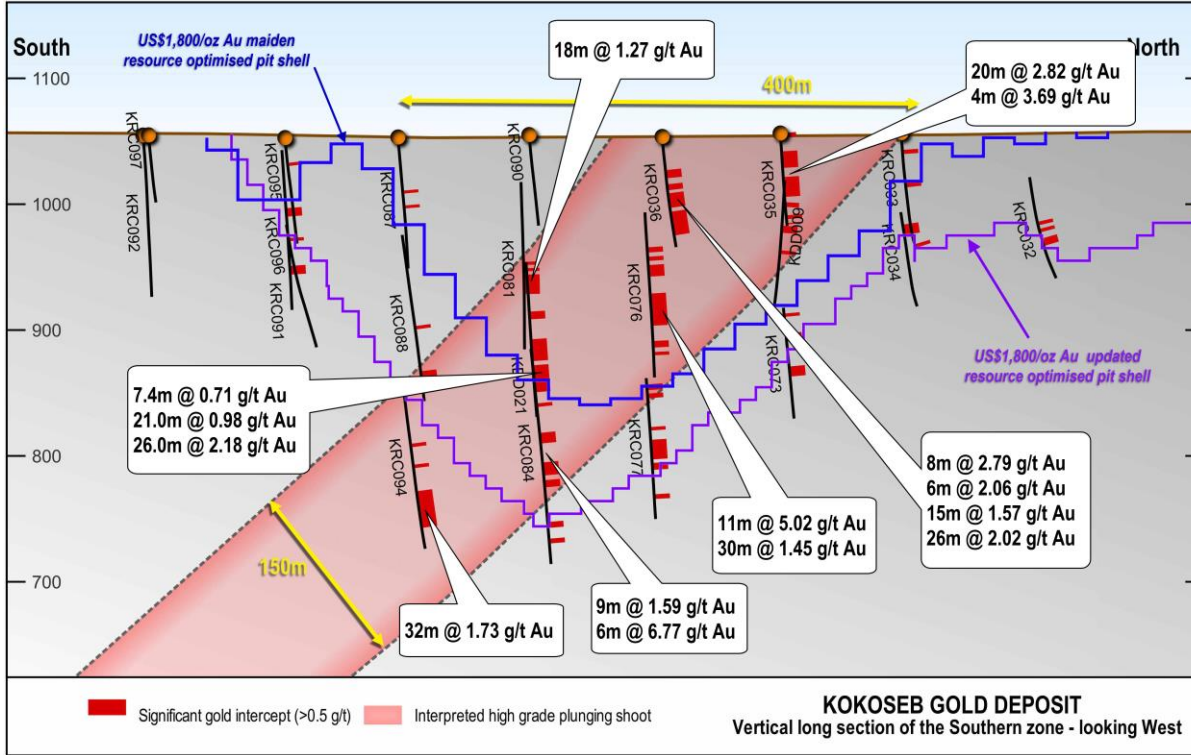 South
US$1,800/oz Au maiden
resource optimised pit shell
18m @ 1.27 g/t Au
North
20m @ 2.82 g/t Au
4m @ 3.69 g/t Au
400m
1100
1000
900
800
700
KRC097
KRC092
KRC095
KRC096
KRC091
KRC087
KRC088
KRC094
KRC090
KRC081
KDD021
KRC084
KRC036
KRC076
KRC077
KRC035
KDD009
KRC073
KRC033
KRC034
KRC032
US$1,800/oz Au updated
resource optimised pit shell
7.4m @ 0.71 g/t Au
21.0m @ 0.98 g/t Au
26.0m @ 2.18 g/t Au
8m @ 2.79 g/t Au
6m @ 2.06 g/t Au
15m @ 1.57 g/t Au
26m @ 2.02 g/t Au
11m @ 5.02 g/t Au
30m @ 1.45 g/t Au
9m @ 1.59 g/t Au
6m @ 6.77 g/t Au
32m @ 1.73 g/t Au
150m
Significant gold intercept (>0.5 g/t)
Interpreted high grade plunging shoot
KOKOSEB GOLD DEPOSIT
Vertical long section of the Southern zone - looking West